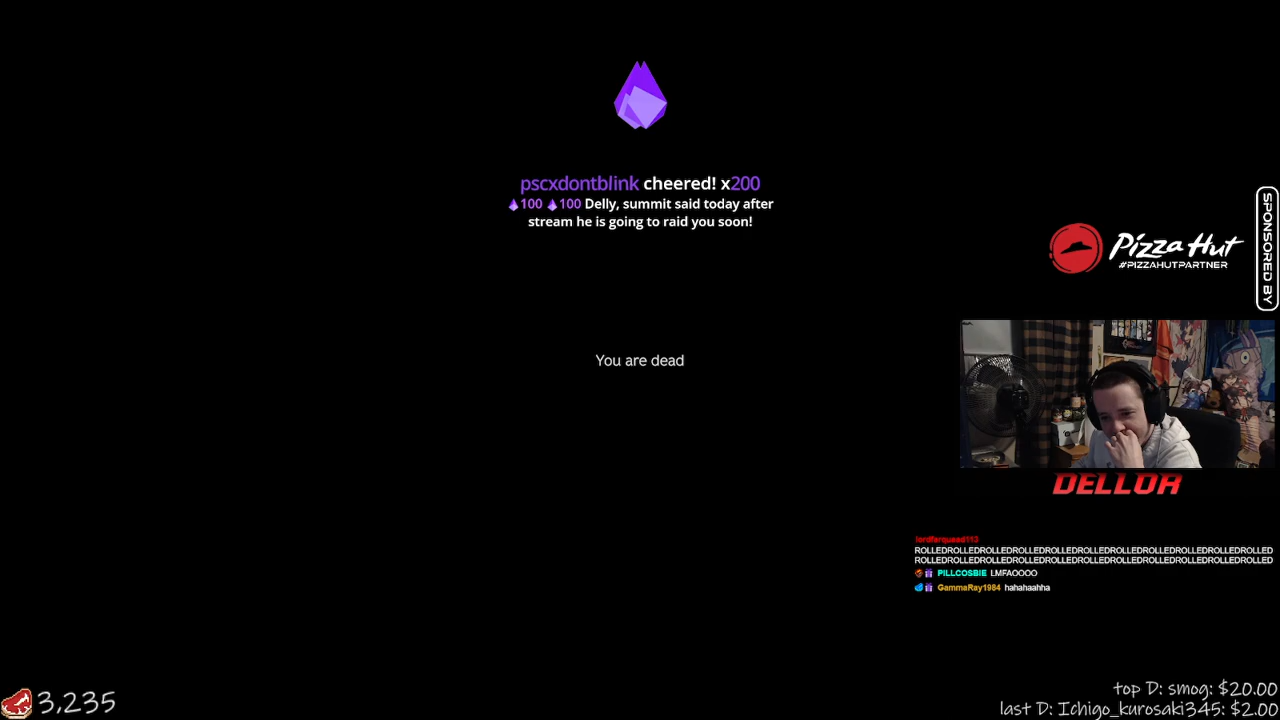 pscxdontblink cheered! x200
100 100 Delly, summit said today after
stream he is going to raid you soon!
SPONSORED BY
Pizza Hut
#PIZZAHUTPARTNER
You are dead
DELLOR
lordfarquaad113
ROLLEDROLLEDROLLEDROLLEDROLLEDROLLEDROLLEDROLLEDROLLEDROLLEDROLLED
ROLLEDROLLEDROLLEDROLLEDROLLEDROLLEDROLLEDROLLEDROLLEDROLLEDROLLED
PILLCOSBIE LMFAOOOO
GammaRay1984 hahahaahha
3,235
top D: smog: $20.00
last D: Ichigo_kurosaki345: $2.00